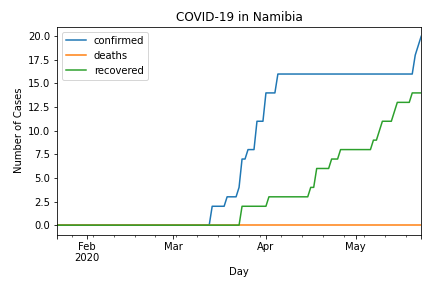 COVID-19 in Namibia
confirmed
deaths
recovered
Number of Cases
20.0
17.5
15.0
12.5
10.0
7.5
5.0
2.5
0.0
Feb Mar Apr May
2020
Day